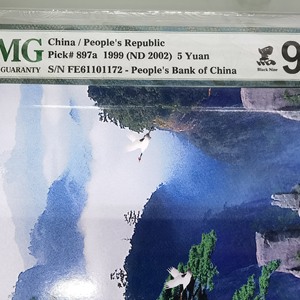 MG
GUARANTY
China / People's Republic
Pick# 897a 1999 (ND 2002) 5 Yuan
S/N FE61101172 - People's Bank of China
Black Nine
9